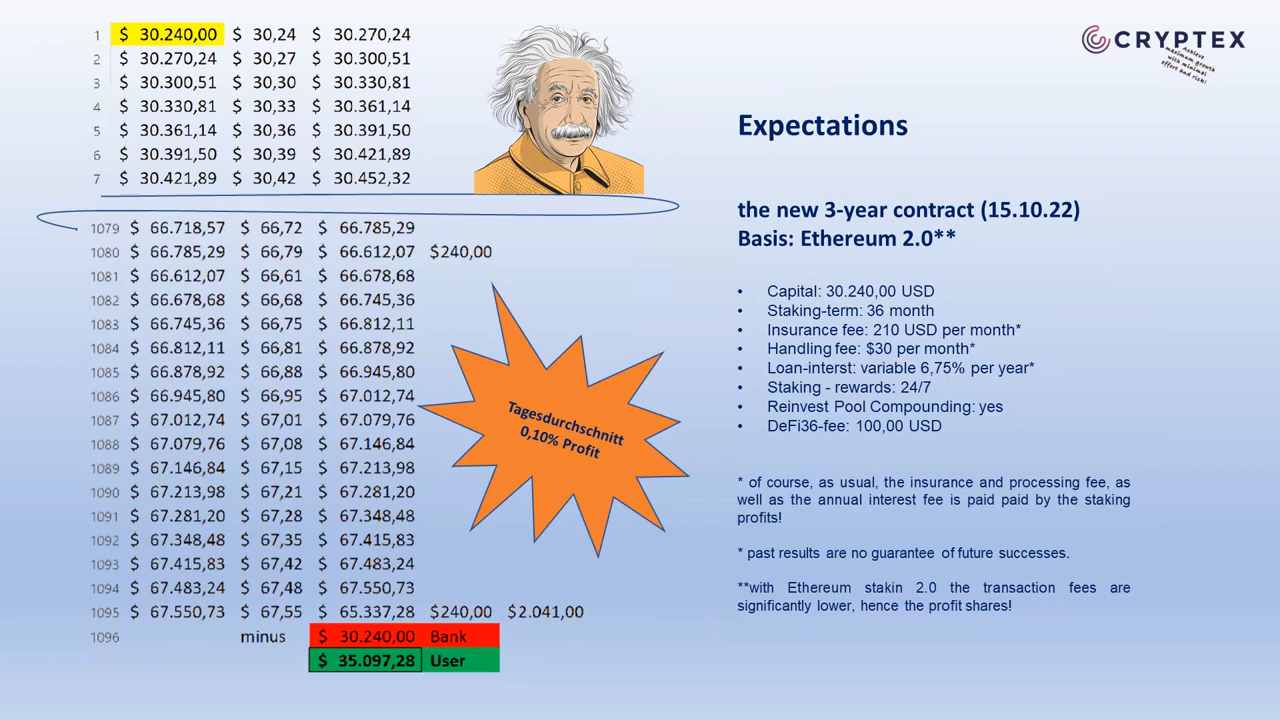 1 $ 30.240,00 $ 30,24 $ 30.270,24
2 $ 30.270,24 $ 30,27 $ 30.300,51
3 $ 30.300,51 $ 30,30 $ 30.330,81
4 $ 30.330,81 $ 30,33 $ 30.361,14
5 $ 30.361,14 $ 30,36 $ 30.391,50
6 $ 30.391,50 $ 30,39 $ 30.421,89
7 $ 30.421,89 $ 30,42 $ 30.452,32
1079 $ 66.718,57 $ 66,72 $ 66.785,29
1080 $ 66.785,29 $ 66,79 $ 66.612,07 $240,00
1081 $ 66.612,07 $ 66,61 $ 66.678,68
1082 $ 66.678,68 $ 66,68 $ 66.745,36
1083 $ 66.745,36 $ 66,75 $ 66.812,11
1084 $ 66.812,11 $ 66,81 $ 66.878,92
1085 $ 66.878,92 $ 66,88 $ 66.945,80
1086 $ 66.945,80 $ 66,95 $ 67.012,74
1087 $ 67.012,74 $ 67,01 $ 67.079,76
1088 $ 67.079,76 $ 67,08 $ 67.146,84
1089 $ 67.146,84 $ 67,15 $ 67.213,98
1090 $ 67.213,98 $ 67,21 $ 67.281,20
1091 $ 67.281,20 $ 67,28 $ 67.348,48
1092 $ 67.348,48 $ 67,35 $ 67.415,83
1093 $ 67.415,83 $ 67,42 $ 67.483,24
1094 $ 67.483,24 $ 67,48 $ 67.550,73
1095 $ 67.550,73 $ 67,55 $ 65.337,28 $240,00 $2.041,00
1096 minus $ 30.240,00 Bank
$ 35.097,28 User
Tagesdurchschnitt
0,10% Profit
CRYPTEX
Achieve
maximum growth
with minimal
effort and risk!
Expectations
the new 3-year contract (15.10.22)
Basis: Ethereum 2.0**
• Capital: 30.240,00 USD
• Staking-term: 36 month
• Insurance fee: 210 USD per month*
• Handling fee: $30 per month*
• Loan-interst: variable 6,75% per year*
• Staking - rewards: 24/7
• Reinvest Pool Compounding: yes
• DeFi36-fee: 100,00 USD
* of course, as usual, the insurance and processing fee, as
well as the annual interest fee is paid paid by the staking
profits!
* past results are no guarantee of future successes.
**with Ethereum stakin 2.0 the transaction fees are
significantly lower, hence the profit shares!